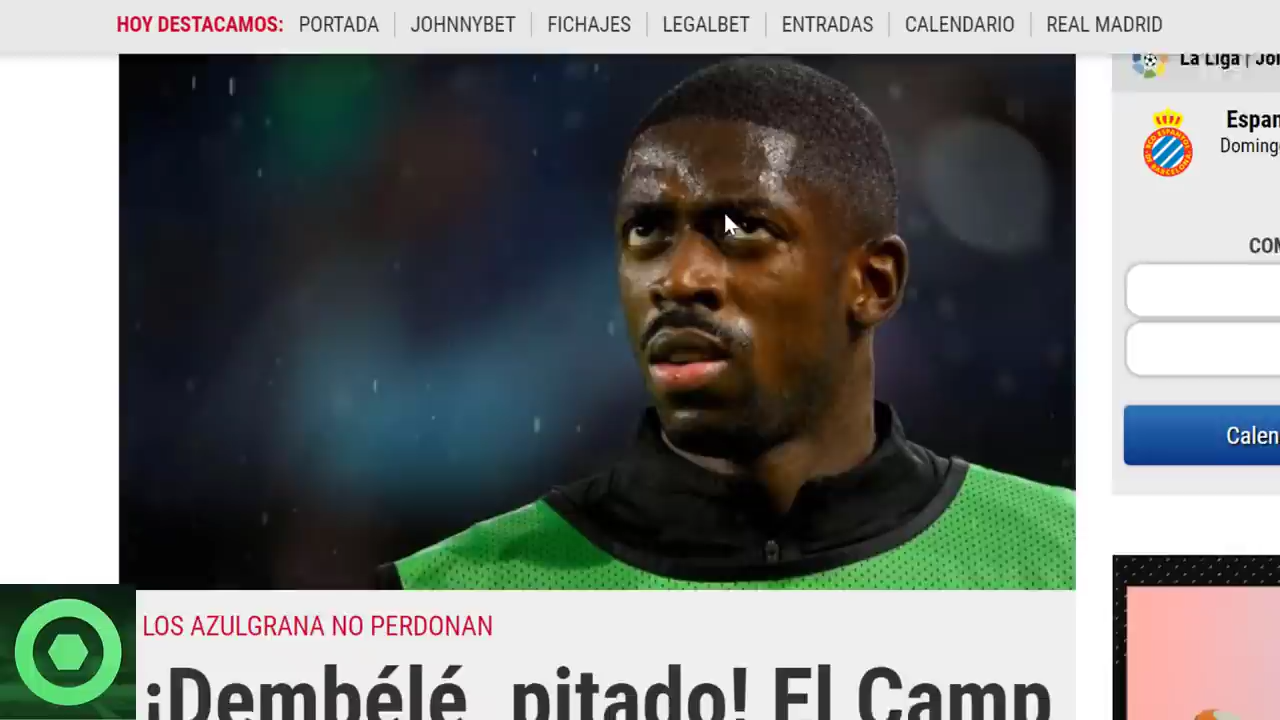 HOY DESTACAMOS: PORTADA JOHNNYBET FICHAJES LEGALBET ENTRADAS CALENDARIO REAL MADRID
La Liga | Jor
Espan
Doming
COM
Calen
LOS AZULGRANA NO PERDONAN
¡Dembélé, pitado! El Camp